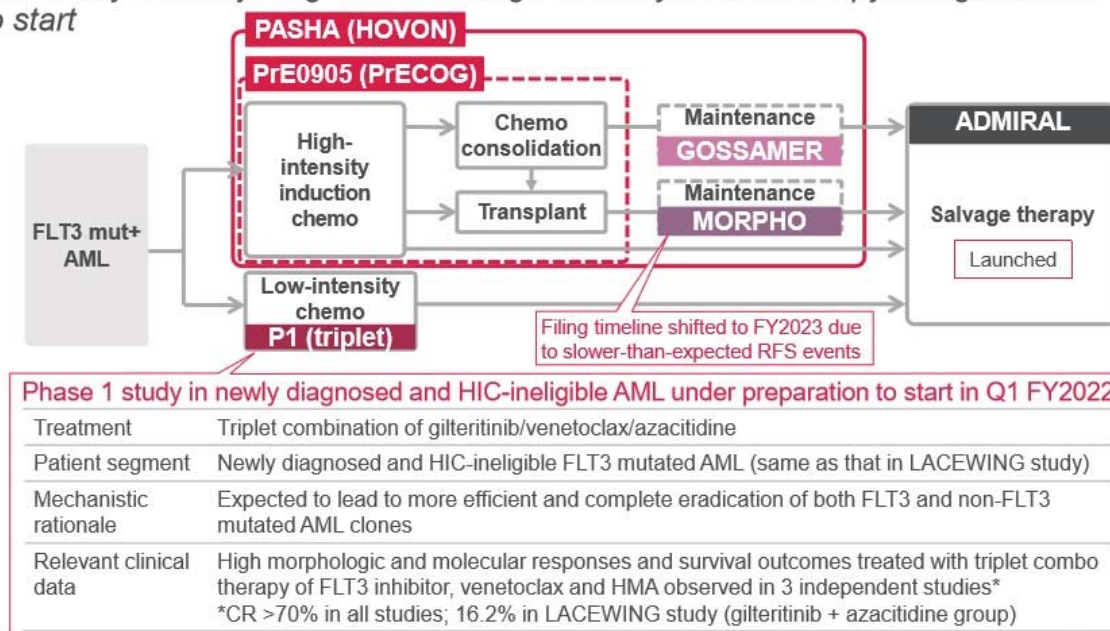 start
PASHA (HOVON)
PrE0905 (PrECOG)
FLT3 mut+
AML
High-
intensity
induction
chemo
Chemo
consolidation
Transplant
Maintenance
GOSSAMER
Maintenance
MORPHO
ADMIRAL
Salvage therapy
Launched
Low-intensity
chemo
P1 (triplet)
Filing timeline shifted to FY2023 due
to slower-than-expected RFS events
Phase 1 study in newly diagnosed and HIC-ineligible AML under preparation to start in Q1 FY2022
Treatment Triplet combination of gilteritinib/venetoclax/azacitidine
Patient segment Newly diagnosed and HIC-ineligible FLT3 mutated AML (same as that in LACEWING study)
Mechanistic Expected to lead to more efficient and complete eradication of both FLT3 and non-FLT3
rationale mutated AML clones
Relevant clinical High morphologic and molecular responses and survival outcomes treated with triplet combo
data therapy of FLT3 inhibitor, venetoclax and HMA observed in 3 independent studies*
*CR >70% in all studies; 16.2% in LACEWING study (gilteritinib + azacitidine group)